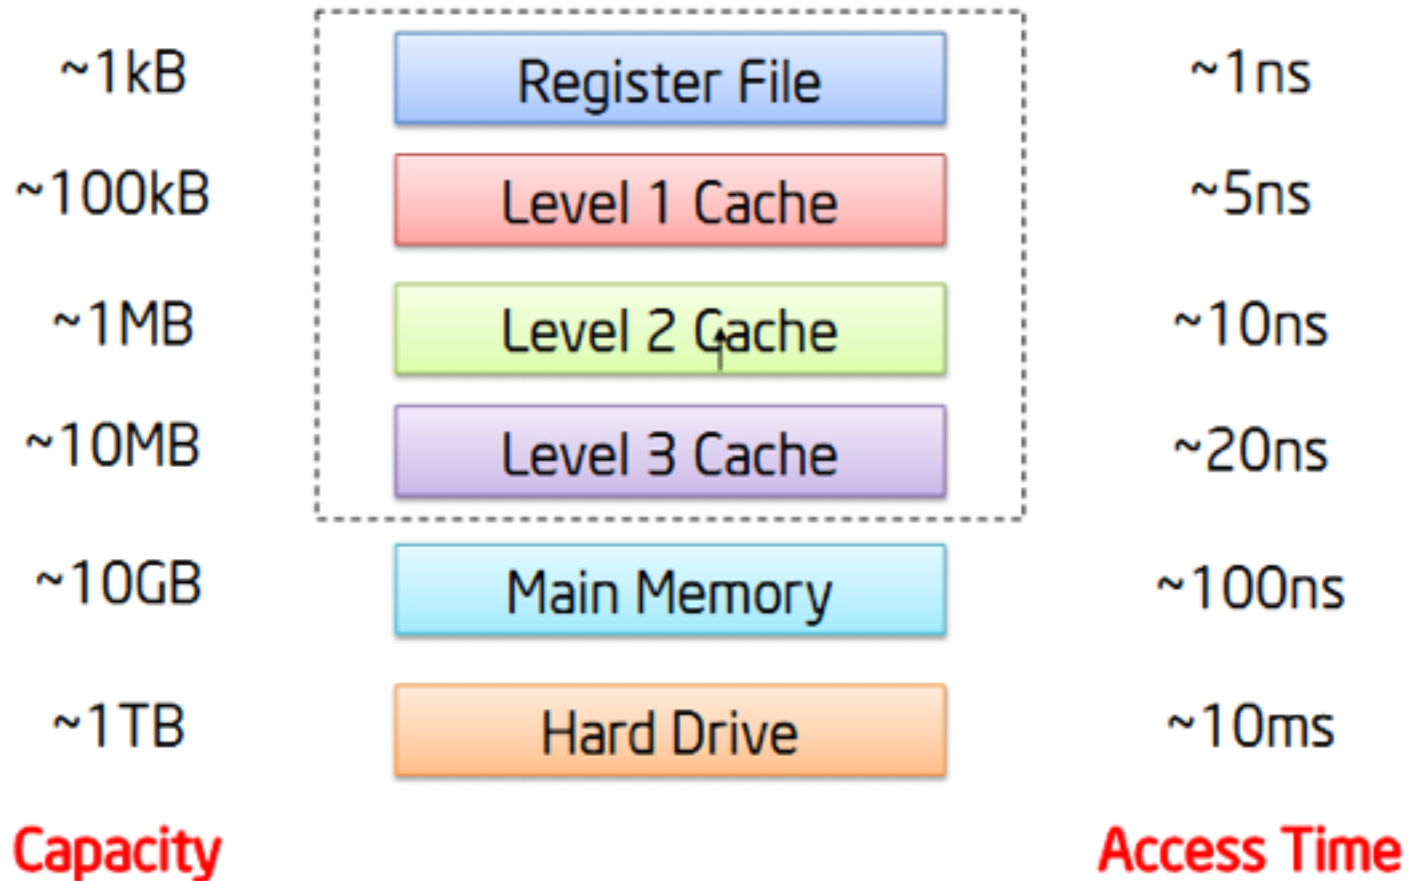 ~1kB Register File ~1ns
~100kB Level 1 Cache ~5ns
~1MB Level 2 Cache ~10ns
~10MB Level 3 Cache ~20ns
~10GB Main Memory ~100ns
~1TB Hard Drive ~10ms
Capacity Access Time